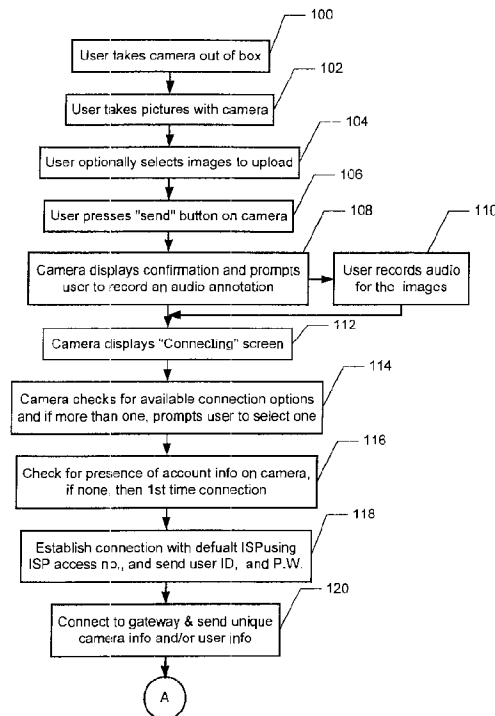 100
User takes camera out of box
102
User takes pictures with camera
104
User optionally selects images to upload
106
User presses "send" button on camera
108
110
Camera displays confirmation and prompts
user to record an audio annotation
User records audio
for the images
112
Camera displays "Connecting" screen
114
Camera checks for available connection options
and if more than one, prompts user to select one
116
Check for presence of account info on camera,
if none, then 1st time connection
118
Establish connection with defualt ISPusing
ISP access no., and send user ID, and P.W.
120
Connect to gateway & send unique
camera info and/or user info
A